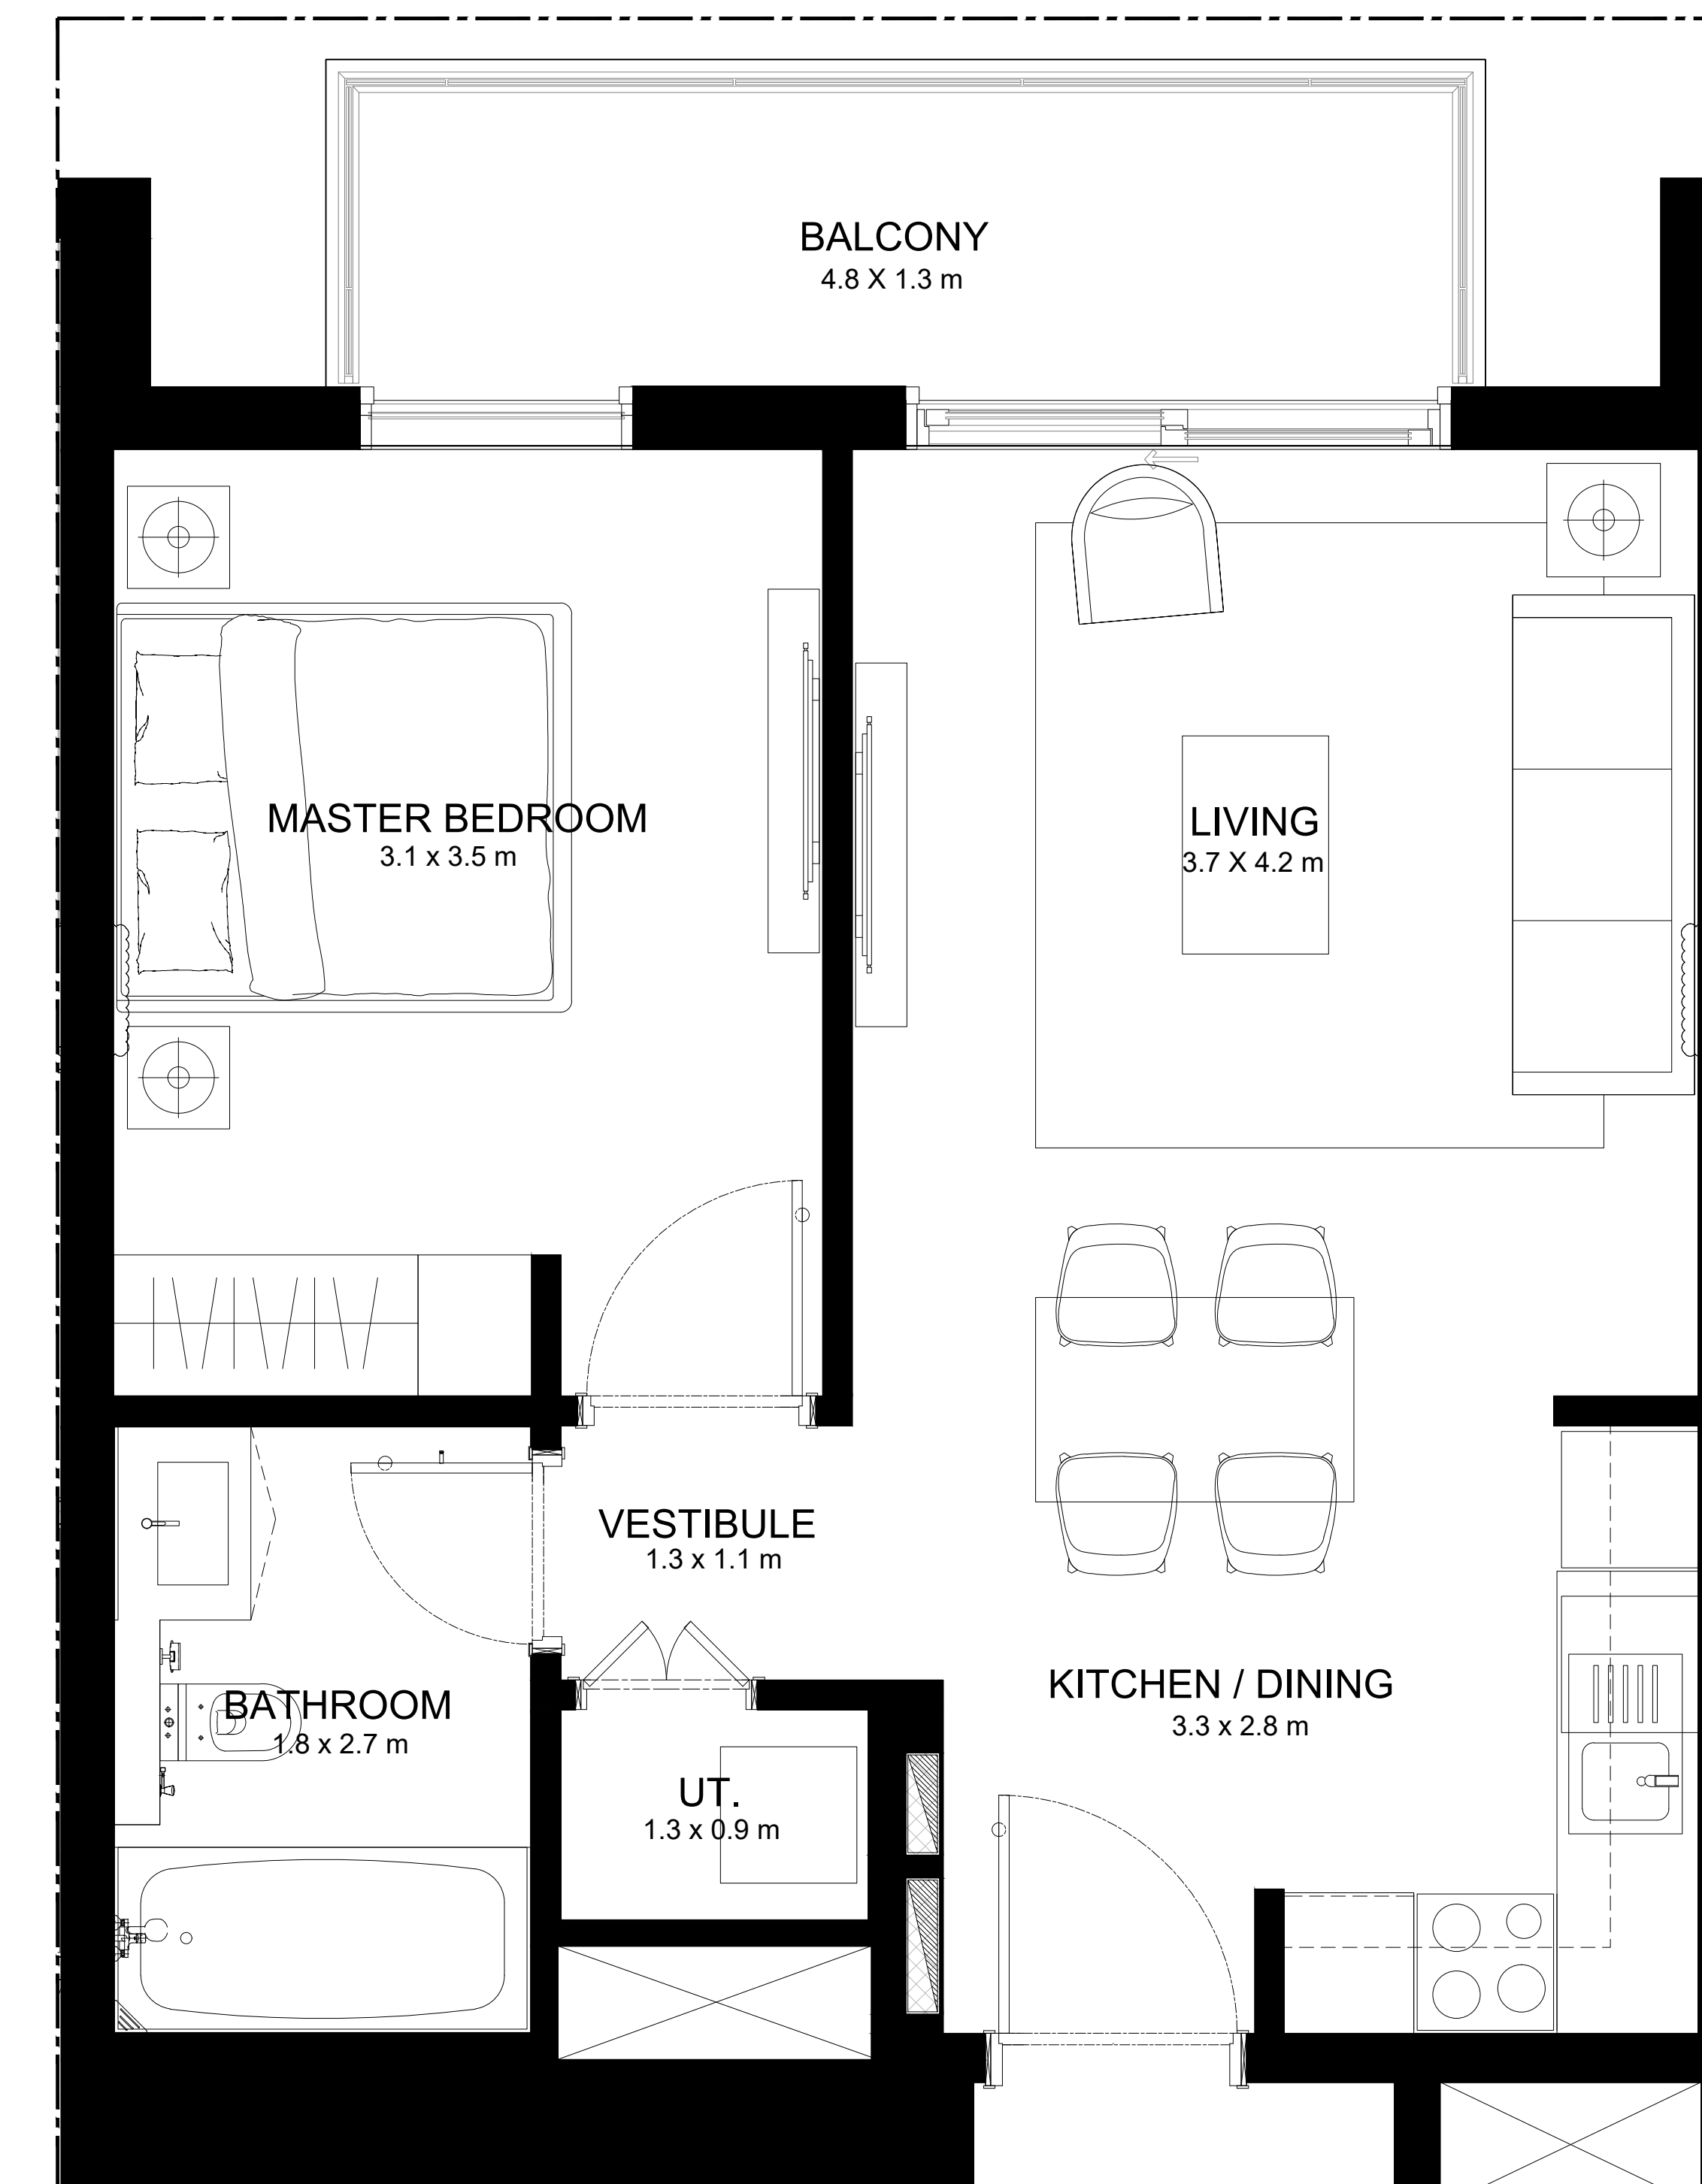 BALCONY
4.8 X 1.3 m
MASTER BEDROOM
3.1 x 3.5 m
LIVING
3.7 X 4.2 m
VESTIBULE
1.3 x 1.1 m
KITCHEN / DINING
3.3 x 2.8 m
BATHROOM
1.8 x 2.7 m
UT.
1.3 x 0.9 m